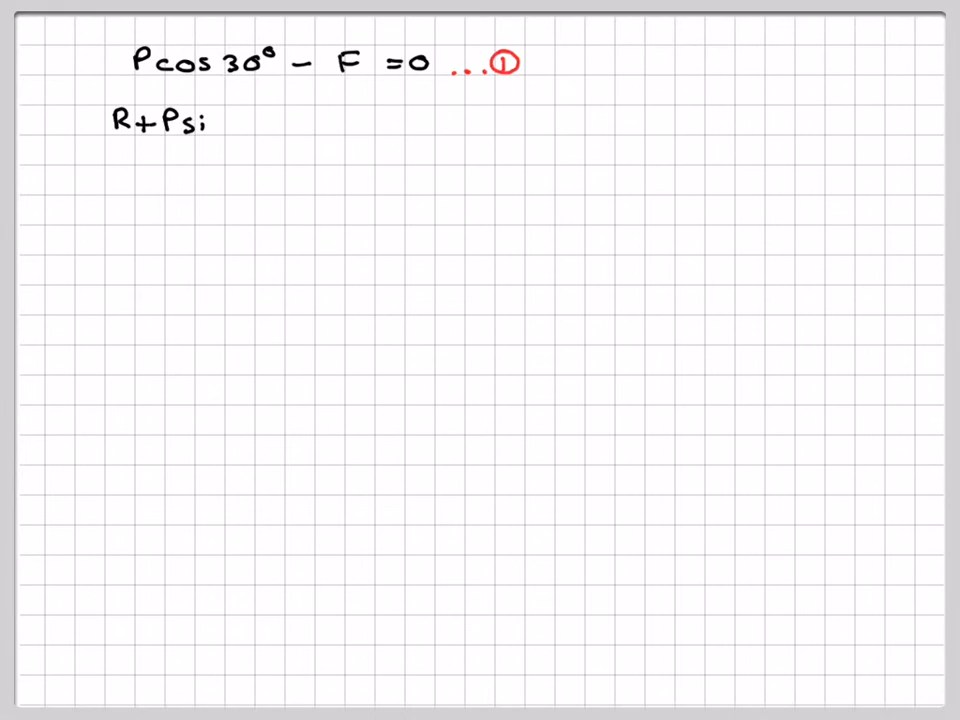 Pcos 30° - F = 0 ...①
R+Psi